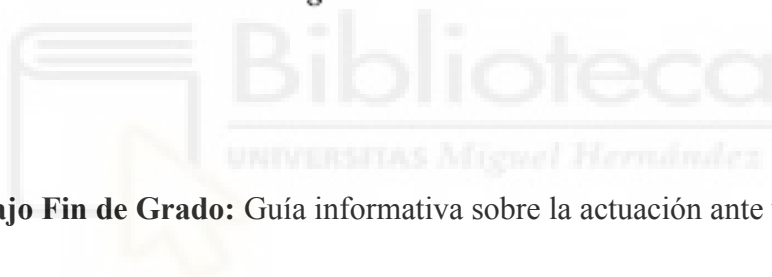 Biblioteca
UNIVERSITAS Miguel Hernández
ajo Fin de Grado: Guía informativa sobre la actuación ante